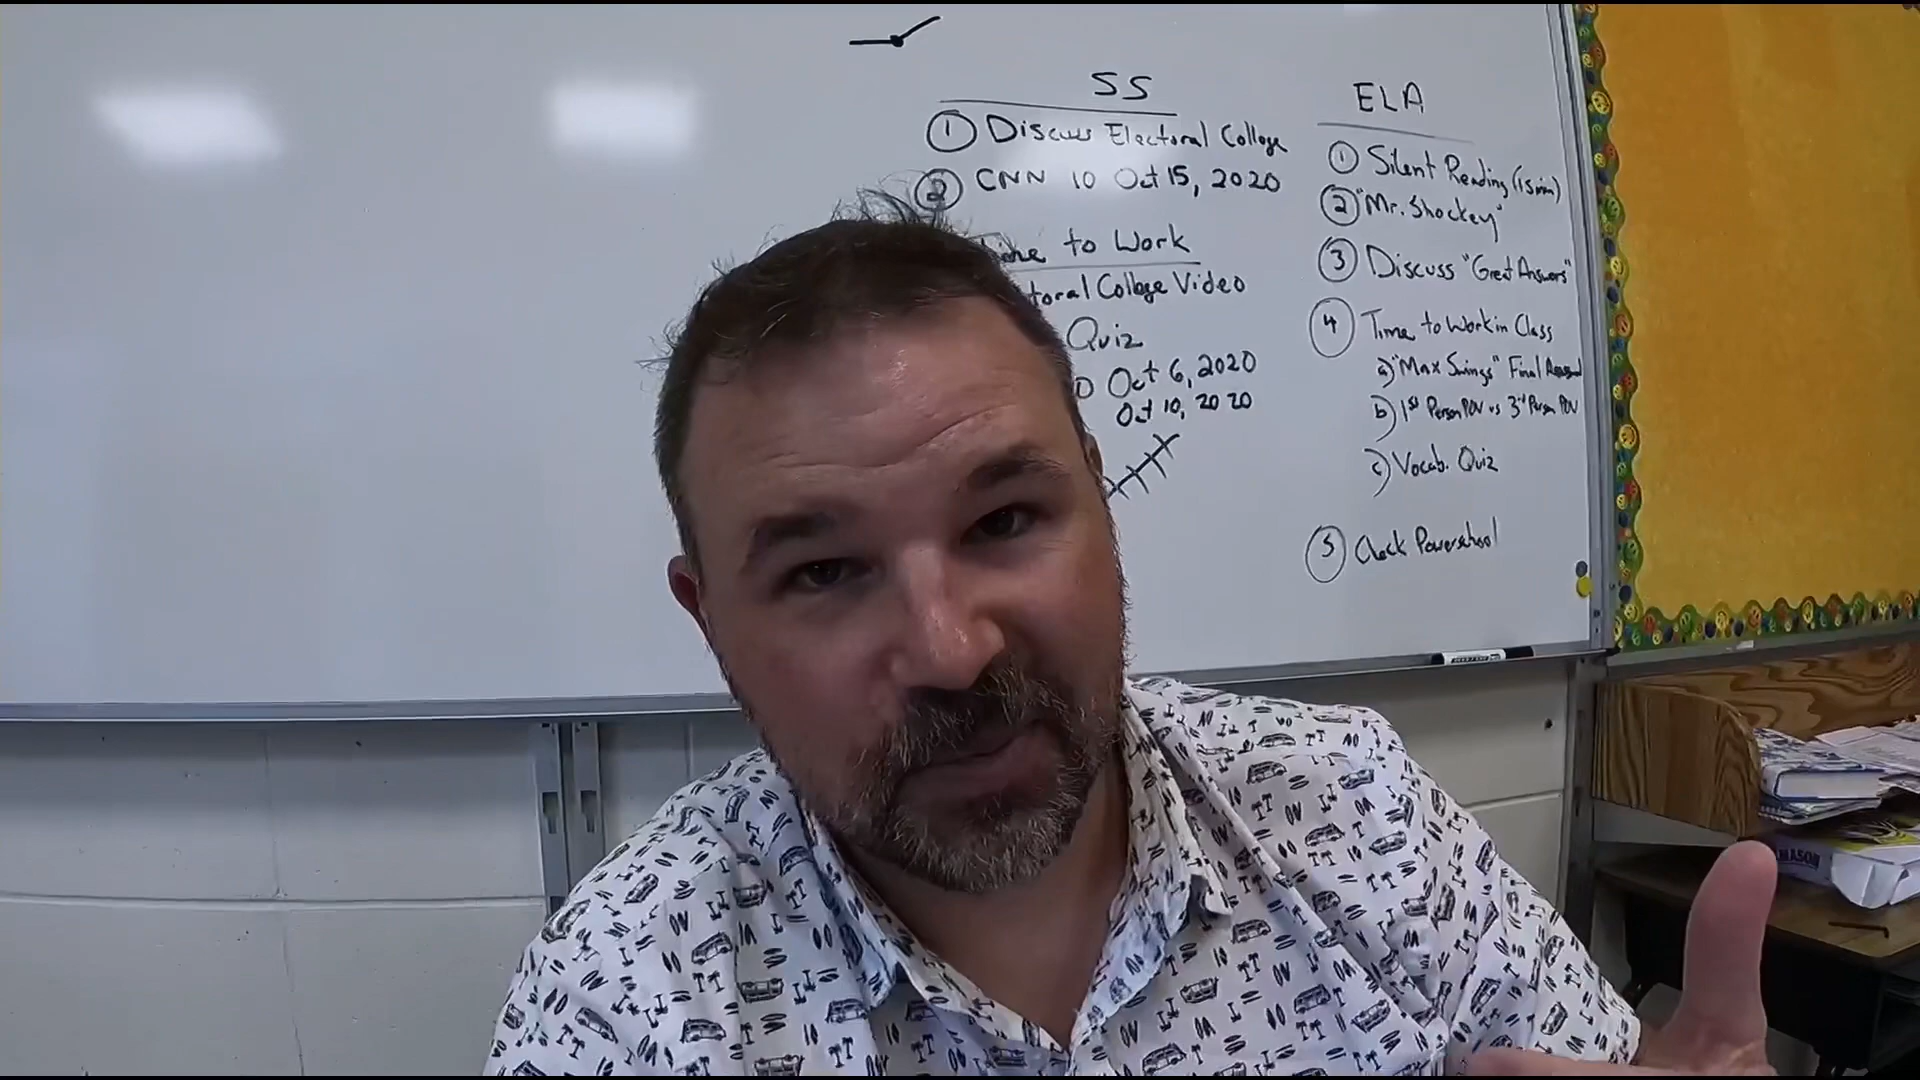 SS
① Discuss Electoral College
② CNN 10 Oct 15, 2020
Time to Work
toral College Video
Quiz
Oct 6, 2020
Oct 10, 2020
ELA
① Silent Reading (15 min)
② "Mr. Shockey"
③ Discuss "Great Answers"
④ Time to Work in Class
a) "Max Swings" Final
b) 1st Person POV vs 3rd Person POV
c) Vocab. Quiz
⑤ Check Powerschool
MASON